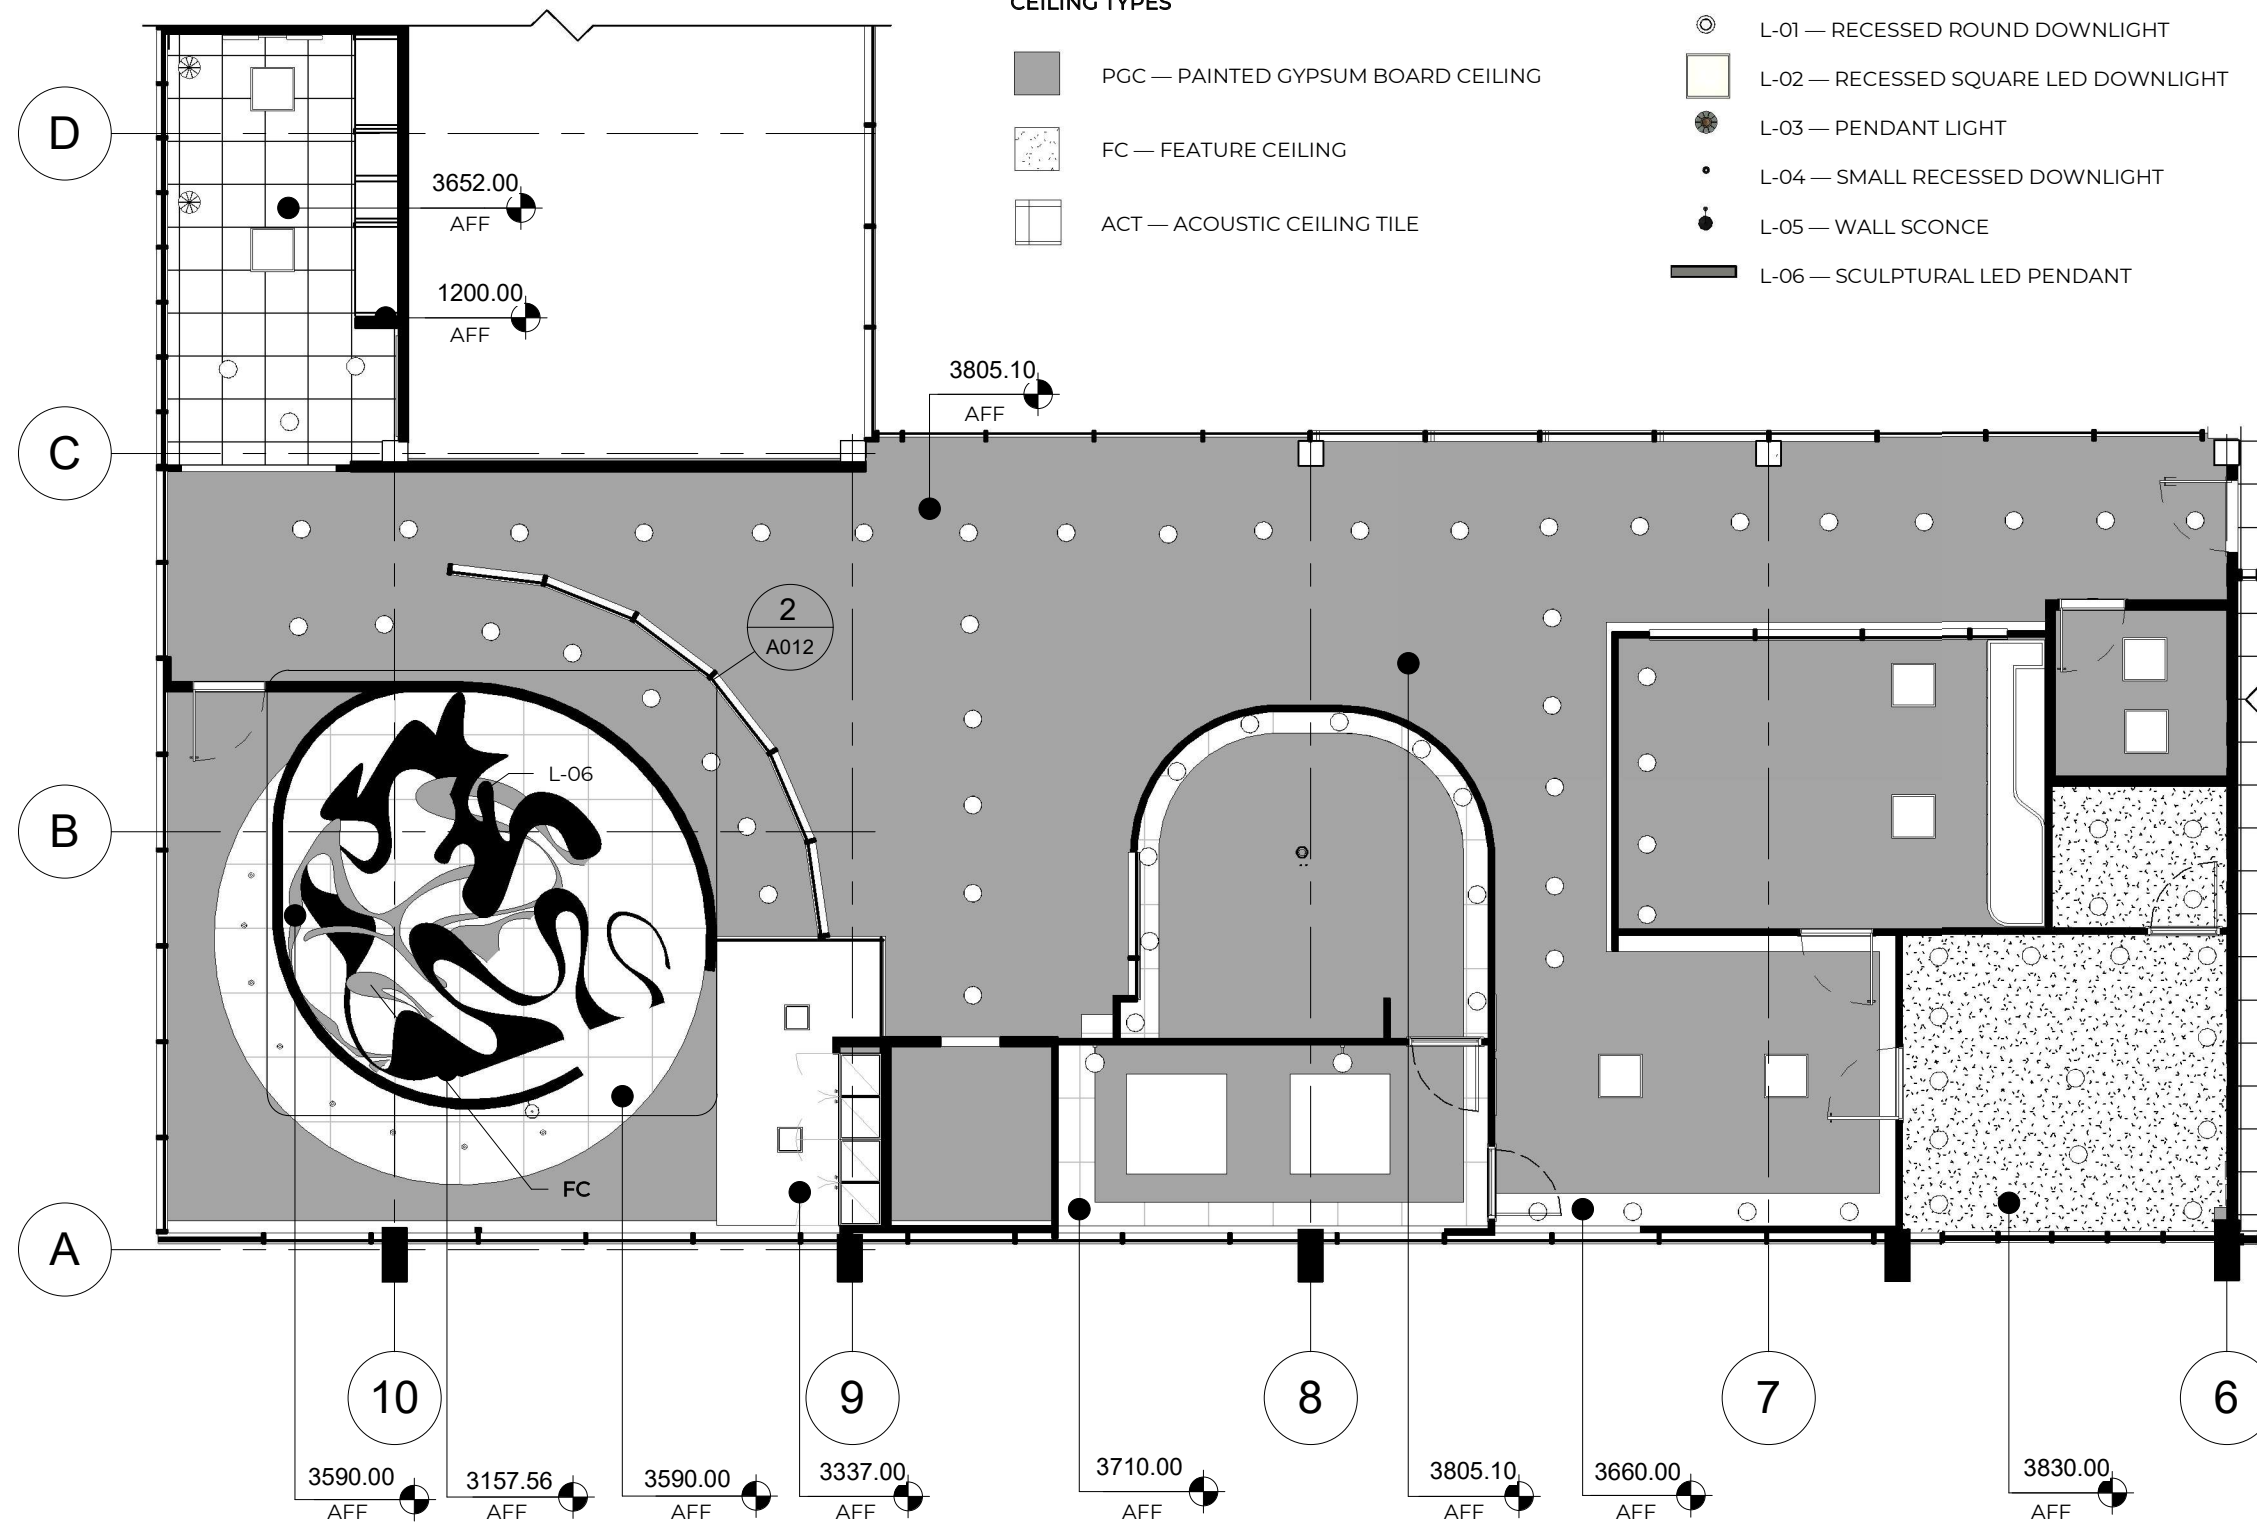 CEILING TYPES
PGC — PAINTED GYPSUM BOARD CEILING
FC — FEATURE CEILING
ACT — ACOUSTIC CEILING TILE
L-01 — RECESSED ROUND DOWNLIGHT
L-02 — RECESSED SQUARE LED DOWNLIGHT
L-03 — PENDANT LIGHT
L-04 — SMALL RECESSED DOWNLIGHT
L-05 — WALL SCONCE
L-06 — SCULPTURAL LED PENDANT
D
3652.00
AFF
1200.00
AFF
3805.10
AFF
C
2
A012
L-06
B
FC
A
10
9
8
7
6
3590.00
AFF
3157.56
AFF
3590.00
AFF
3337.00
AFF
3710.00
AFF
3805.10
AFF
3660.00
AFF
3830.00
AFF